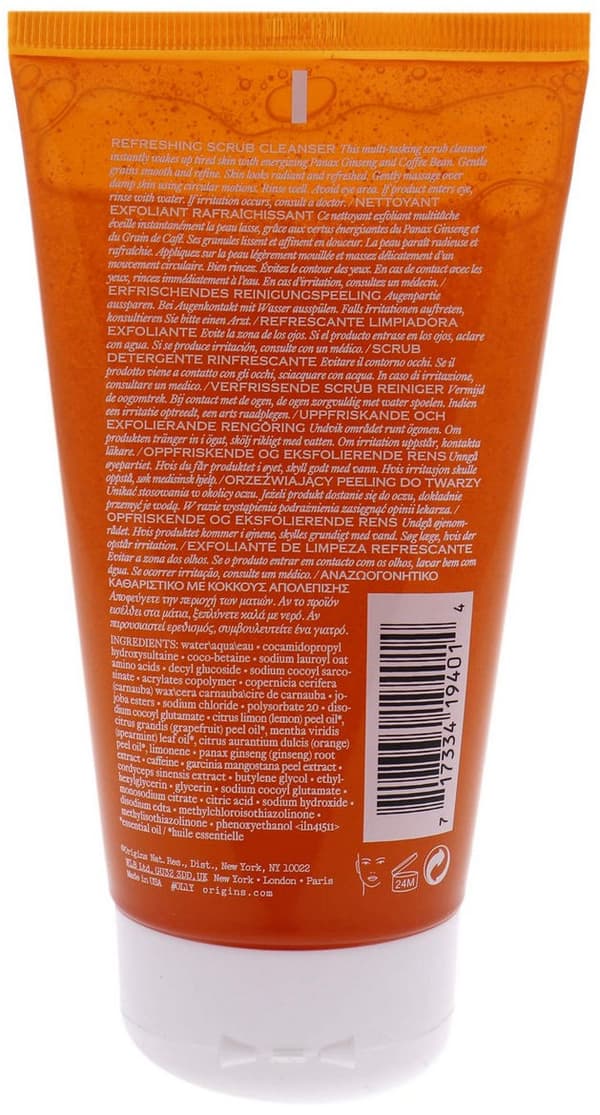 REFRESHING SCRUB CLEANSER This multi-tasking scrub cleanser
instantly wakes up tired skin with energizing Panax Ginseng and Coffee Bean. Gentle
grains smooth and refine. Skin looks radiant and refreshed. Gently massage over
damp skin using circular motions. Rinse well. Avoid eye area. If product enters eye,
rinse with water. If irritation occurs, consult a doctor. / NETTOYANT
EXFOLIANT RAFRAÎCHISSANT Ce nettoyant exfoliant multitâche
éveille instantanément la peau lasse, grâce aux vertus énergisantes du Panax Ginseng et
du Grain de Café. Ses granules lissent et affinent en douceur. La peau paraît radieuse et
rafraîchie. Appliquez sur la peau légèrement mouillée et massez délicatement d'un
mouvement circulaire. Bien rincez. Évitez le contour des yeux. En cas de contact avec les
yeux, rincez immédiatement à l'eau. En cas d'irritation, consultez un médecin. /
ERFRISCHENDES REINIGUNGSPEELING Augenpartie
aussparen. Bei Augenkontakt mit Wasser ausspülen. Falls Irritationen auftreten,
konsultieren Sie bitte einen Arzt. / REFRESCANTE LIMPIADORA
EXFOLIANTE Evite la zona de los ojos. Si el producto entrase en los ojos, aclare
con agua. Si se produce irritación, consulte con un médico. / SCRUB
DETERGENTE RINFRESCANTE Evitare il contorno occhi. Se il
prodotto viene a contatto con gli occhi, sciacquare con acqua. In caso di irritazione,
consultare un medico. / VERFRISSENDE SCRUB REINIGER Vermijd
de oogomtrek. Bij contact met de ogen, de ogen zorgvuldig met water spoelen. Indien
een irritatie optreedt, een arts raadplegen. / UPPFRISKANDE OCH
EXFOLIERANDE RENGÖRING Undvik området runt ögonen. Om
produkten tränger in i ögat, skölj rikligt med vatten. Om irritation uppstår, kontakta
läkare. / OPPFRISKENDE OG EKSFOLIERENDE RENS Unngå
øyepartiet. Hvis du får produktet i øyet, skyll godt med vann. Hvis irritasjon skulle
oppstå, søk medisinsk hjelp. / ORZEŹWIAJĄCY PEELING DO TWARZY
Unikać stosowania w okolicy oczu. Jeżeli produkt dostanie się do oczu, dokładnie
przemyć je wodą. W razie wystąpienia podrażnienia zasięgnąć opinii lekarza. /
OPFRISKENDE OG EKSFOLIERENDE RENS Undgå øjenom-
rådet. Hvis produktet kommer i øjnene, skylles grundigt med vand. Søg læge, hvis der
opstår irritation. / EXFOLIANTE DE LIMPEZA REFRESCANTE
Evitar a zona dos olhos. Se o produto entrar em contacto com os olhos, lavar bem com
água. Se ocorrer irritação, consulte um médico. / ΑΝΑΖΩΟΓΟΝΗΤΙΚΟ
ΚΑΘΑΡΙΣΤΙΚΟ ΜΕ ΚΟΚΚΟΥΣ ΑΠΟΛΕΠΙΣΗΣ
Αποφεύγετε την περιοχή των ματιών. Αν το προϊόν
εισέλθει στα μάτια, ξεπλύνετε καλά με νερό. Αν
παρουσιαστεί ερεθισμός, συμβουλευτείτε ένα γιατρό.
INGREDIENTS: water\aqua\eau • cocamidopropyl
hydroxysultaine • coco-betaine • sodium lauroyl oat
amino acids • decyl glucoside • sodium cocoyl sarco-
sinate • acrylates copolymer • copernicia cerifera
(carnauba) wax\cera carnauba\cire de carnauba • jo-
joba esters • sodium chloride • polysorbate 20 • diso-
dium cocoyl glutamate • citrus limon (lemon) peel oil*,
citrus grandis (grapefruit) peel oil*, mentha viridis
(spearmint) leaf oil*, citrus aurantium dulcis (orange)
peel oil*, limonene • panax ginseng (ginseng) root
extract • caffeine • garcinia mangostana peel extract •
cordyceps sinensis extract • butylene glycol • ethyl-
hexylglycerin • glycerin • sodium cocoyl glutamate •
monosodium citrate • citric acid • sodium hydroxide •
disodium edta • methylchloroisothiazolinone •
methylisothiazolinone • phenoxyethanol <iln41511>
*essential oil / *huile essentielle
©Origins Nat. Res., Dist., New York, NY 10022
WLB Ltd. GU32 3DD UK New York • London • Paris
Made in USA #0L1Y origins.com
24M
7 17334 19401 4